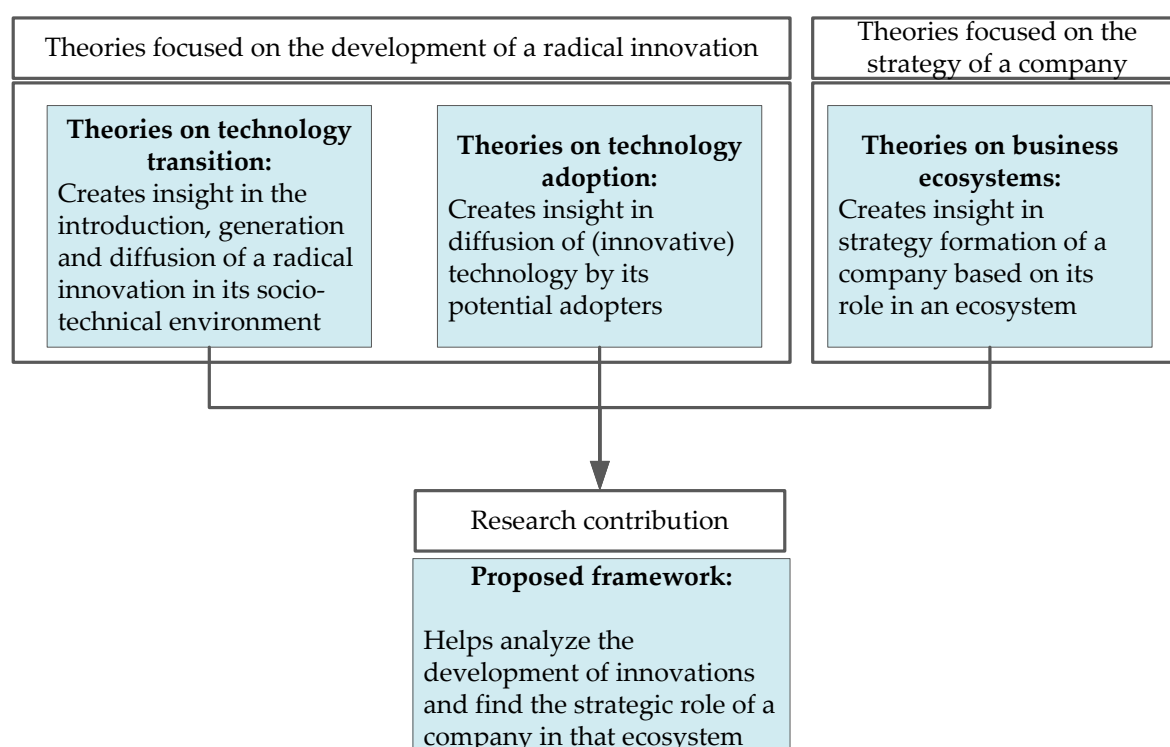 Theories focused on the development of a radical innovation
Theories focused on the
strategy of a company
Theories on technology
transition:
Creates insight in the
introduction, generation
and diffusion of a radical
innovation in its socio-
technical environment
Theories on technology
adoption:
Creates insight in
diffusion of (innovative)
technology by its
potential adopters
Theories on business
ecosystems:
Creates insight in
strategy formation of a
company based on its
role in an ecosystem
Research contribution
Proposed framework:
Helps analyze the
development of innovations
and find the strategic role of a
company in that ecosystem